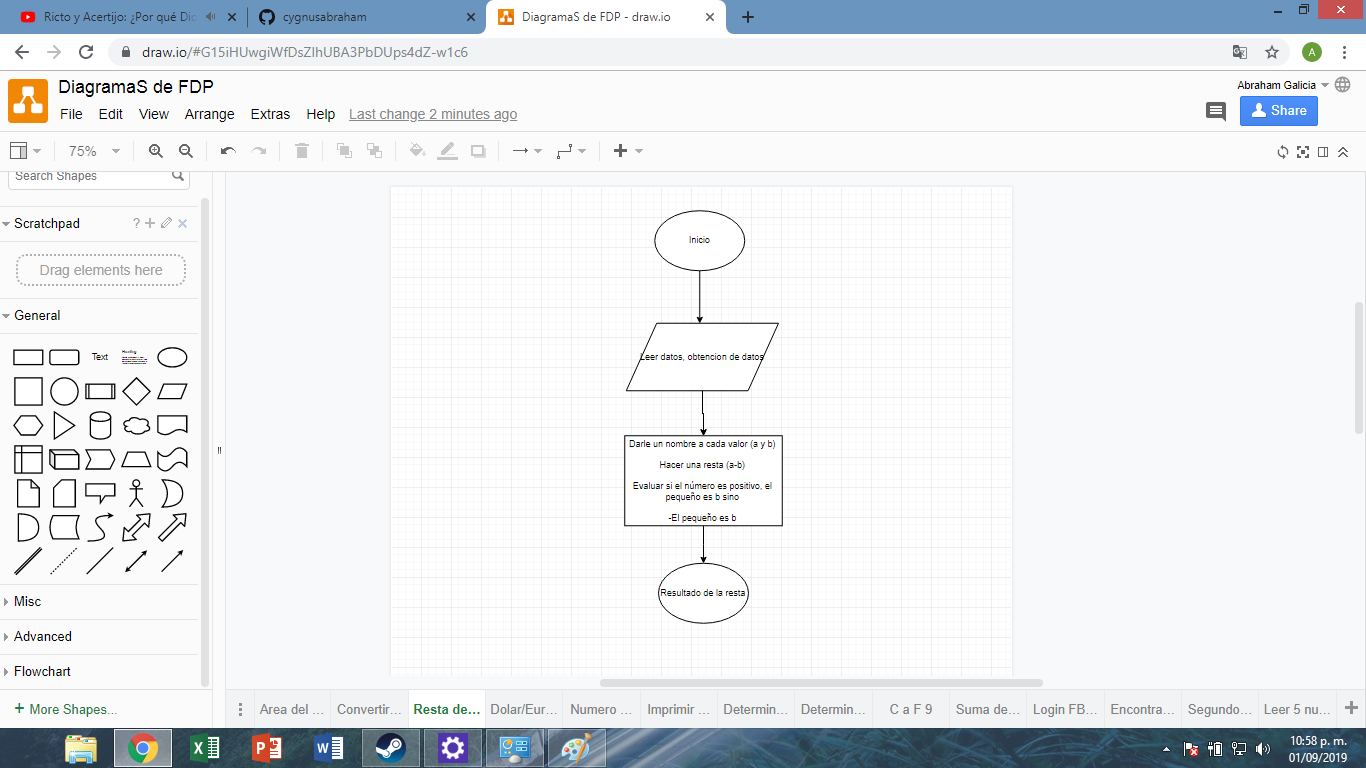 Ricto y Acertijo: ¿Por qué Dic
cygnusabraham
DiagramaS de FDP - draw.io
draw.io/#G15iHUwgiWfDsZIhUBA3PbDUps4dZ-w1c6
A
DiagramaS de FDP
Abraham Galicia
File Edit View Arrange Extras Help Last change 2 minutes ago
Share
75%
Search Shapes
Scratchpad
?
Drag elements here
General
Text
Heading
Misc
Advanced
Flowchart
+ More Shapes...
Inicio
Leer datos, obtencion de datos
Darle un nombre a cada valor (a y b)
Hacer una resta (a-b)
Evaluar si el número es positivo, el
pequeño es b sino
-El pequeño es b
Resultado de la resta
Area del ... Convertir... Resta de... Dolar/Eur... Numero ... Imprimir ... Determin... Determin... C a F 9 Suma de... Login FB... Encontra... Segundo... Leer 5 nu...
10:58 p. m.
01/09/2019